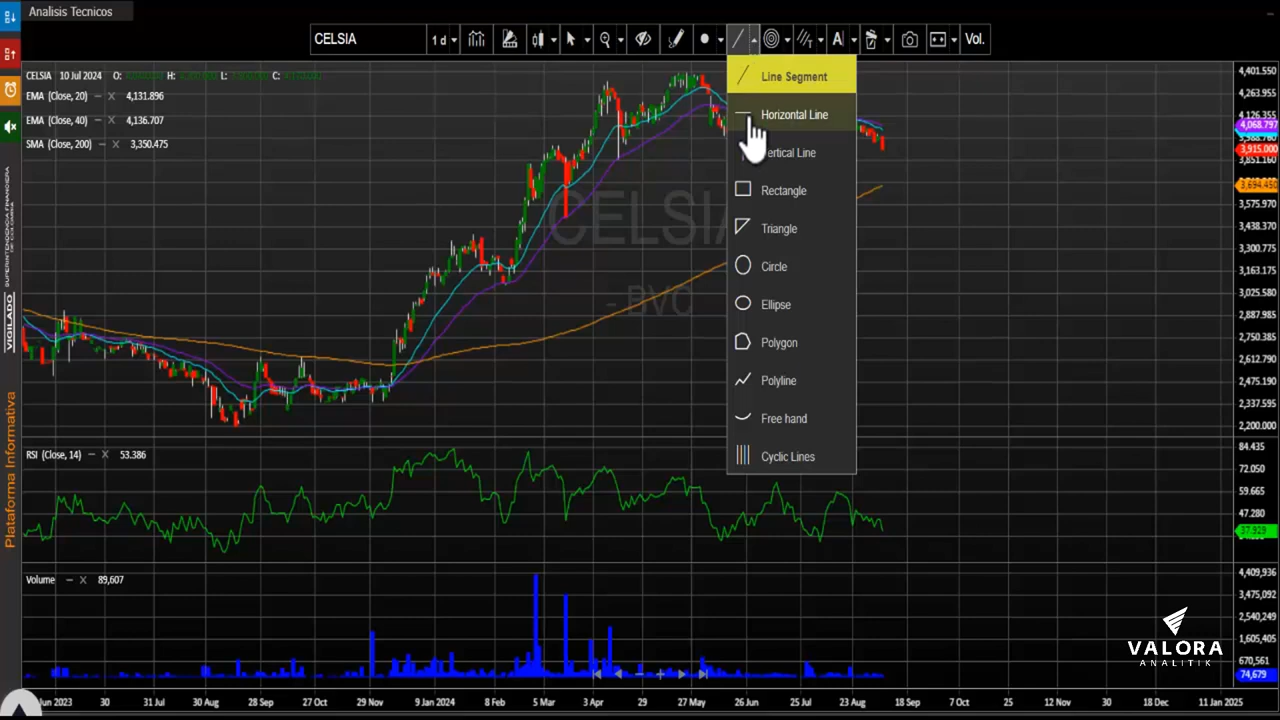 Analisis Tecnicos
CELSIA
1 d
A
Vol.
CELSIA 10 Jul 2024 O: H: L: C:
EMA (Close, 20) − X 4,131.896
EMA (Close, 40) − X 4,136.707
SMA (Close, 200) − X 3,350.475
Line Segment
Horizontal Line
ertical Line
Rectangle
Triangle
Circle
Ellipse
Polygon
Polyline
Free hand
Cyclic Lines
CELSIA
- BVC
4,401.550
4,263.955
4,126.355
4,068.797
3,915.000
3,851.160
3,694.450
3,575.970
3,438.370
3,300.775
3,163.175
3,025.580
2,887.985
2,750.385
2,612.790
2,475.190
2,337.595
2,200.000
RSI (Close, 14) − X 53.386
84.435
72.050
59.665
47.280
37.929
Volume − X 89,607
4,409,936
3,475,092
2,540,249
1,605,405
670,561
74,679
Jun 2023 30 31 Jul 30 Aug 28 Sep 27 Oct 29 Nov 9 Jan 2024 8 Feb 5 Mar 3 Apr 29 27 May 26 Jun 25 Jul 23 Aug 18 Sep 7 Oct 25 11 Nov 30 18 Dec 11 Jan 2025
SUPERINTENDENCIA FINANCIERA
DE COLOMBIA
VIGILADO
Plataforma Informativa
VALORA
ANALITIK